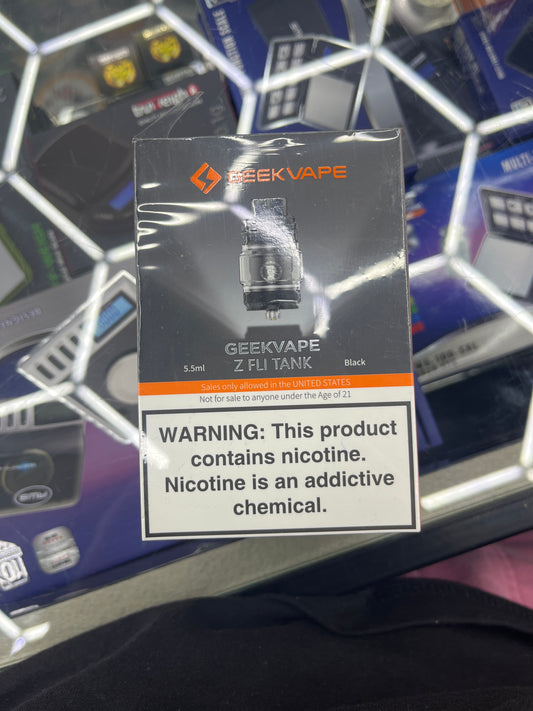 GEEKVAPE
GEEKVAPE
5.5ml Z FLI TANK Black
Sales only allowed in the UNITED STATES
Not for sale to anyone under the Age of 21
WARNING: This product
contains nicotine.
Nicotine is an addictive
chemical.